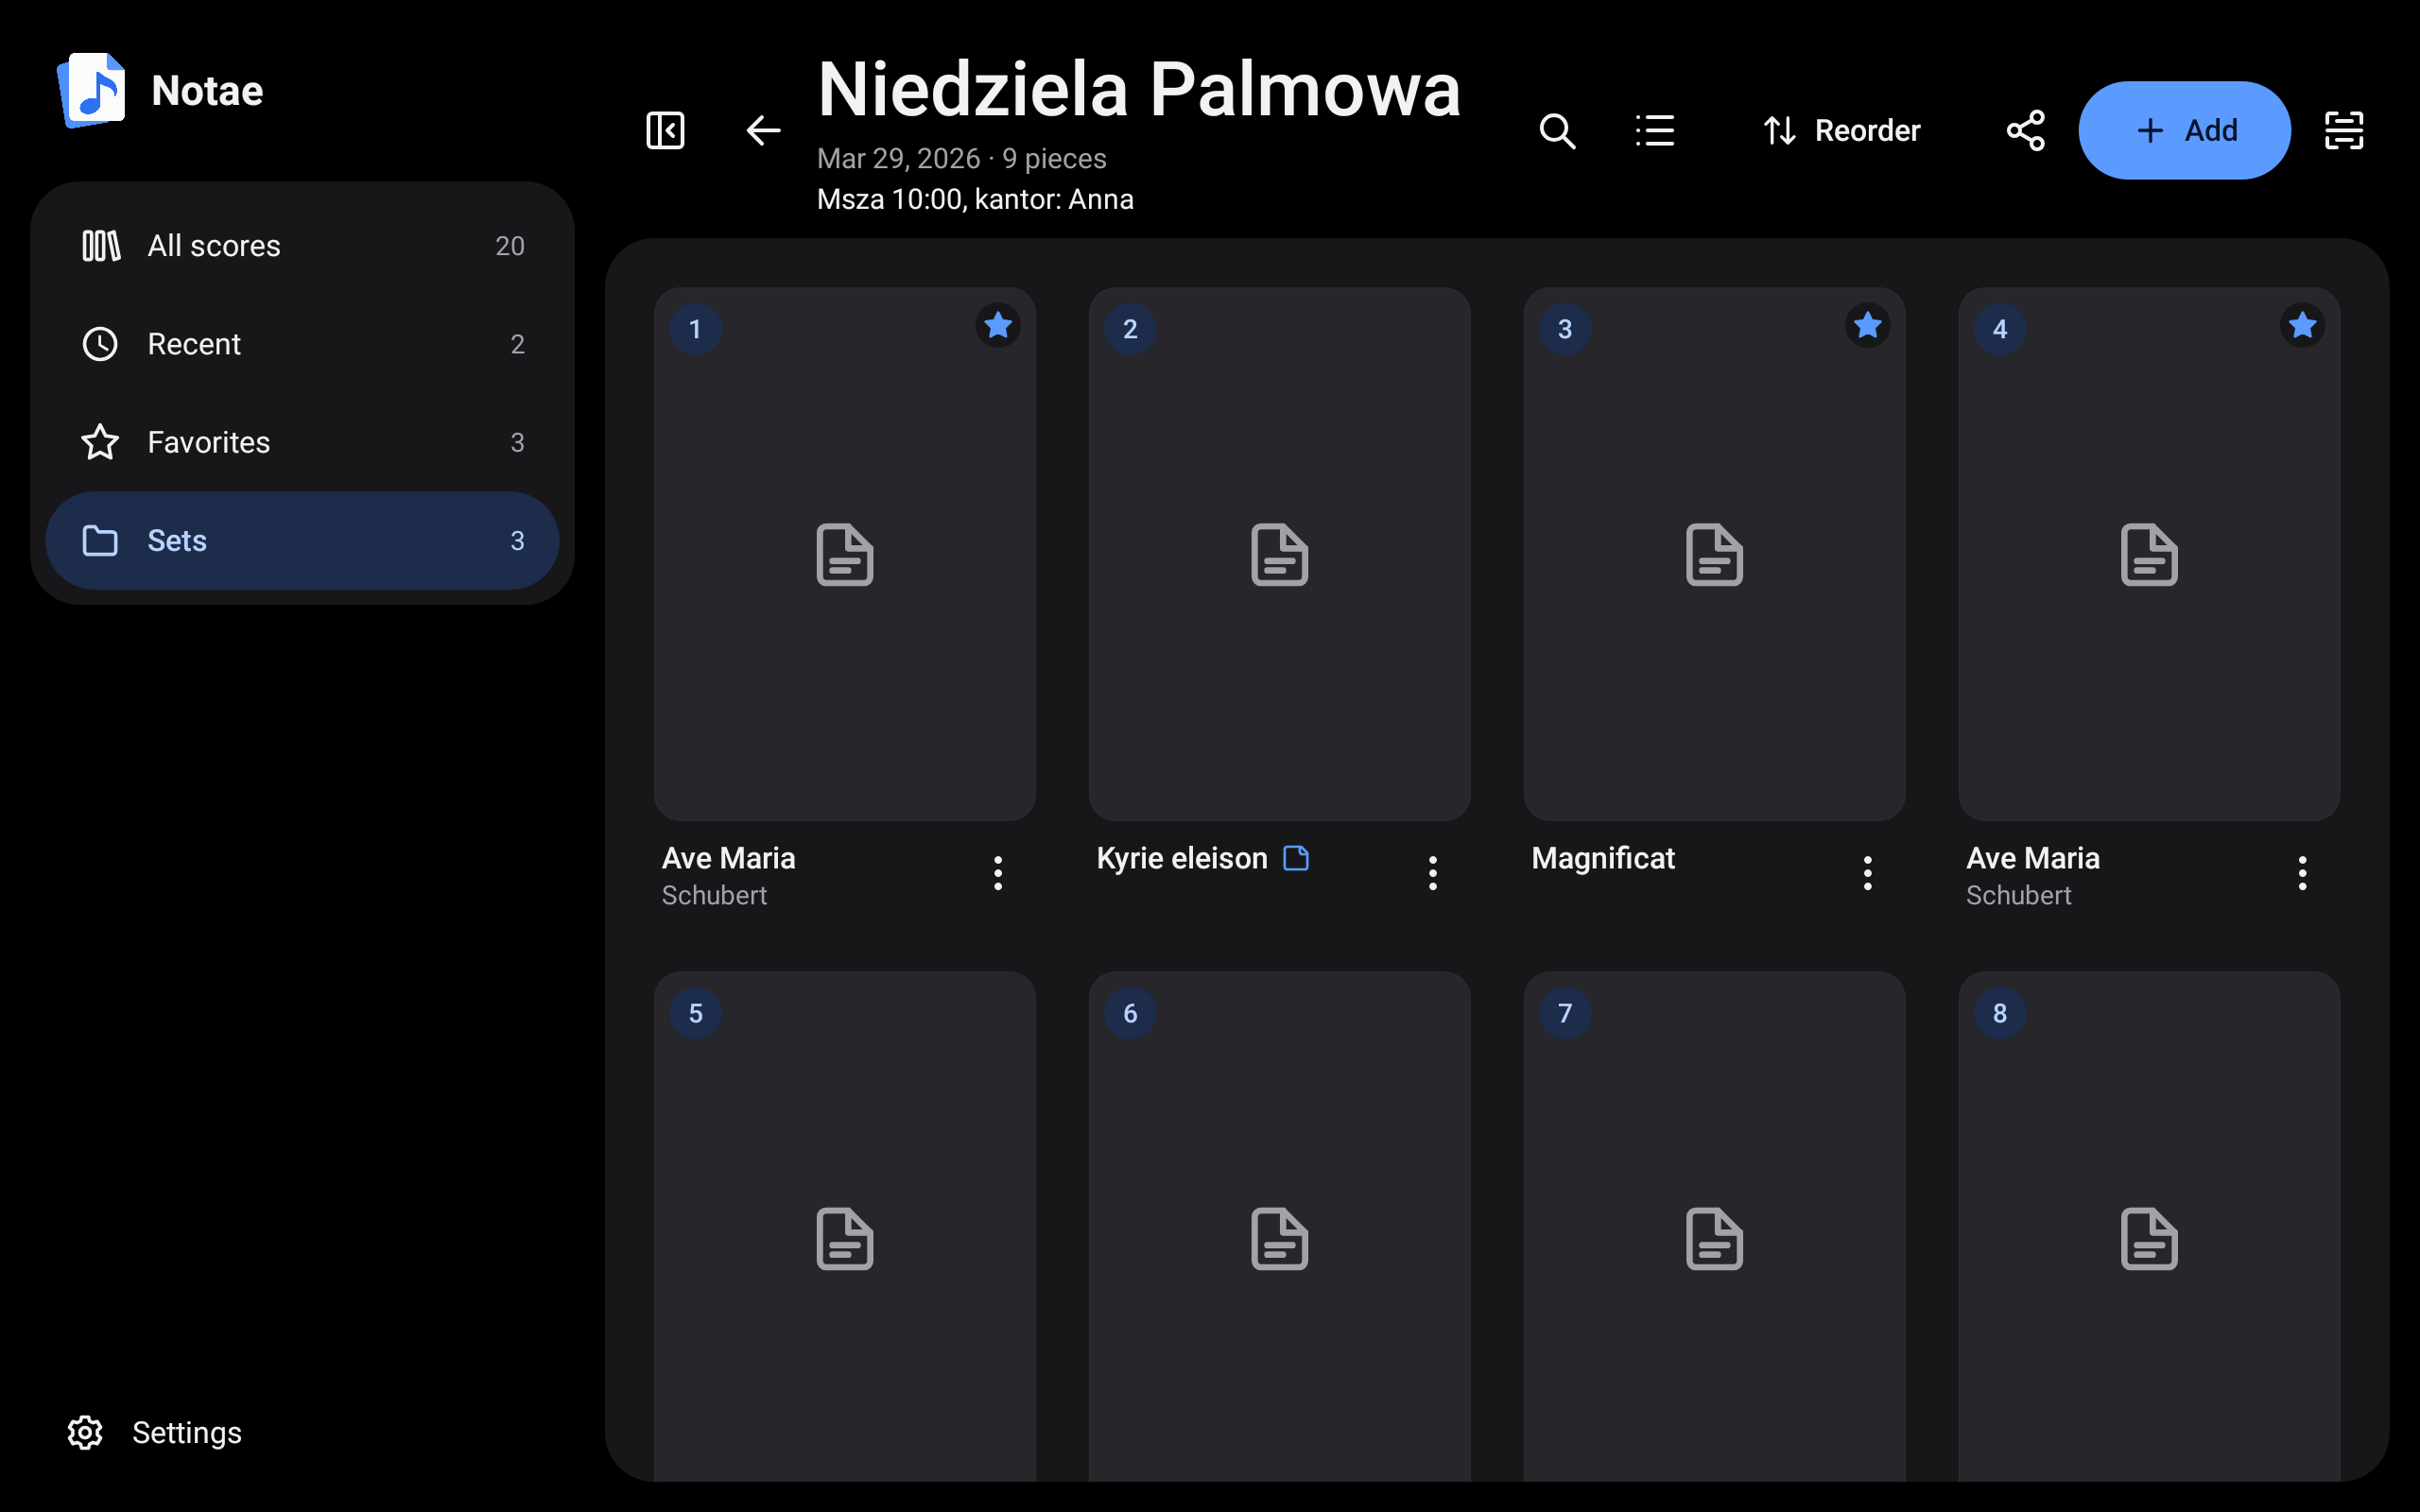 Notae
All scores 20
Recent 2
Favorites 3
Sets 3
Settings
Niedziela Palmowa
Mar 29, 2026 · 9 pieces
Msza 10:00, kantor: Anna
Reorder
Add
1
2
3
4
Ave Maria
Schubert
Kyrie eleison
Magnificat
Ave Maria
Schubert
5
6
7
8